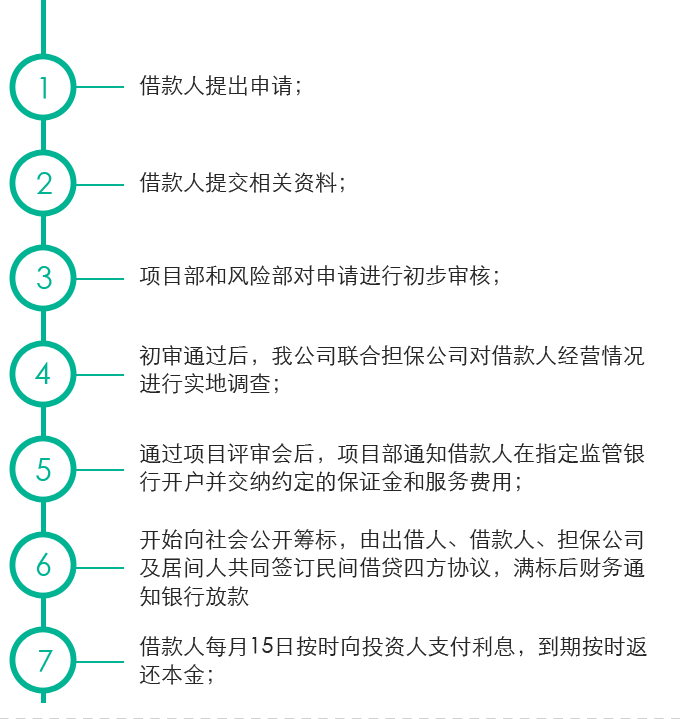 1
借款人提出申请；
2
借款人提交相关资料；
3
项目部和风险部对申请进行初步审核；
4
初审通过后，我公司联合担保公司对借款人经营情况
进行实地调查；
5
通过项目评审会后，项目部通知借款人在指定监管银
行开户并交纳约定的保证金和服务费用；
6
开始向社会公开筹标，由出借人、借款人、担保公司
及居间人共同签订民间借贷四方协议，满标后财务通
知银行放款
7
借款人每月15日按时向投资人支付利息，到期按时返
还本金；